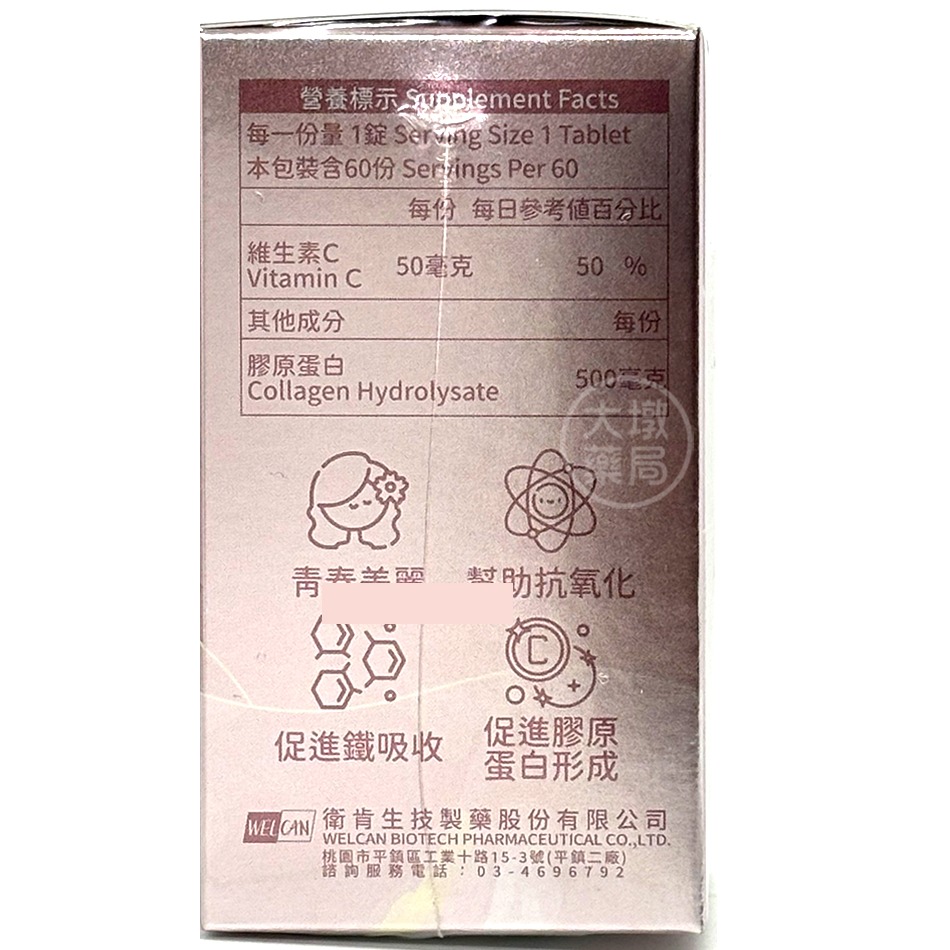 營養標示 Supplement Facts
每一份量 1錠 Serving Size 1 Tablet
本包裝含60份 Servings Per 60
每份 每日參考值百分比
維生素C
Vitamin C 50毫克 50 %
其他成分 每份
膠原蛋白
Collagen Hydrolysate 500毫克
大墩
藥局
青春美麗 幫助抗氧化
C
促進鐵吸收 促進膠原
蛋白形成
WELCAN 衛肯生技製藥股份有限公司
WELCAN BIOTECH PHARMACEUTICAL CO.,LTD.
桃園市平鎮區工業十路15-3號(平鎮二廠)
諮詢服務電話：03-4696792